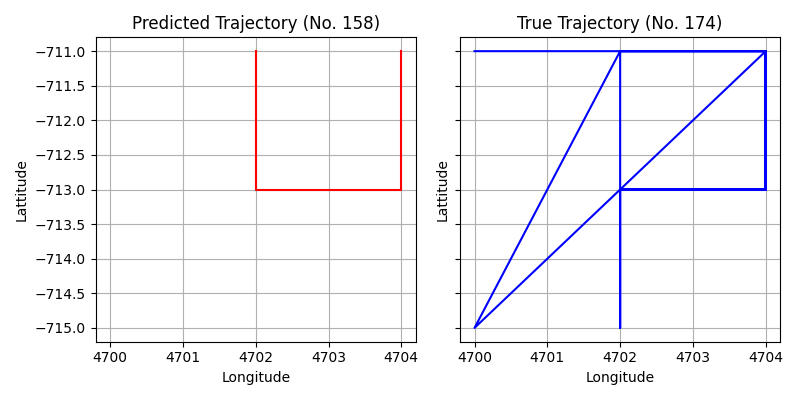 Predicted Trajectory (No. 158)
True Trajectory (No. 174)
−711.0
−711.5
−712.0
−712.5
−713.0
−713.5
−714.0
−714.5
−715.0
Lattitude
Lattitude
4700 4701 4702 4703 4704
4700 4701 4702 4703 4704
Longitude
Longitude